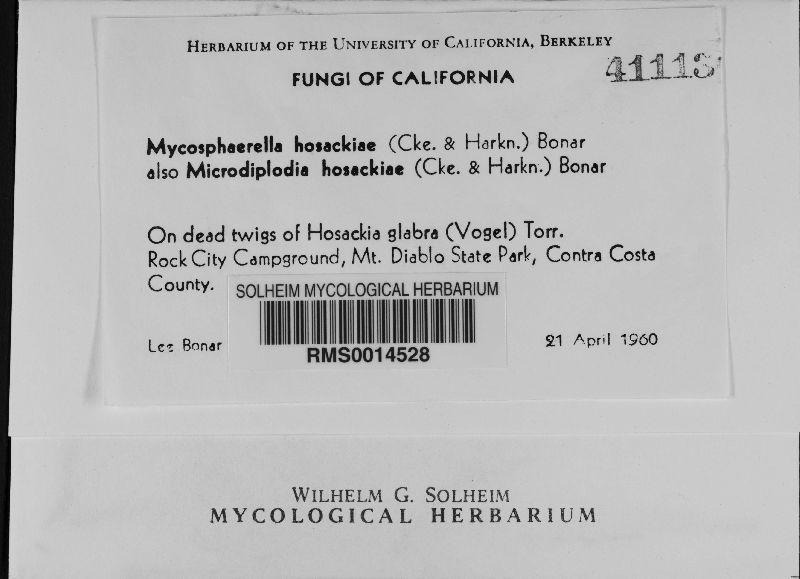 HERBARIUM OF THE UNIVERSITY OF CALIFORNIA, BERKELEY
FUNGI OF CALIFORNIA
41113
Mycosphaerella hosackiae (Cke. & Harkn.) Bonar
also Microdiplodia hosackiae (Cke. & Harkn.) Bonar
On dead twigs of Hosackia glabra (Vogel) Torr.
Rock City Campground, Mt. Diablo State Park, Contra Costa
County.
SOLHEIM MYCOLOGICAL HERBARIUM
RMS0014528
Lee Bonar
21 April 1960
WILHELM G. SOLHEIM
MYCOLOGICAL HERBARIUM